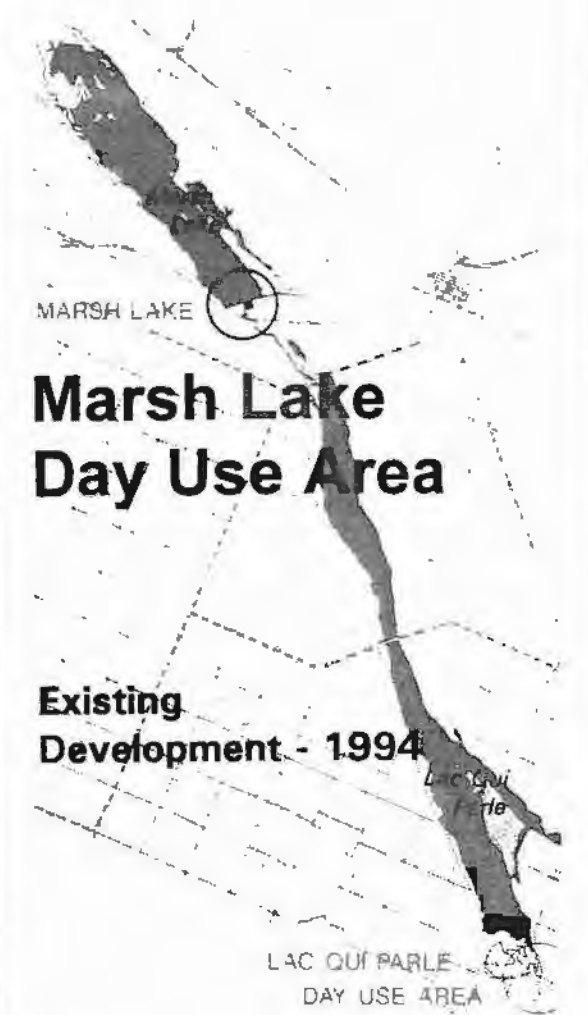 MARSH LAKE
Marsh Lake
Day Use Area
Existing
Development - 1994
Lac Qui
Parle
LAC QUI PARLE
DAY USE AREA